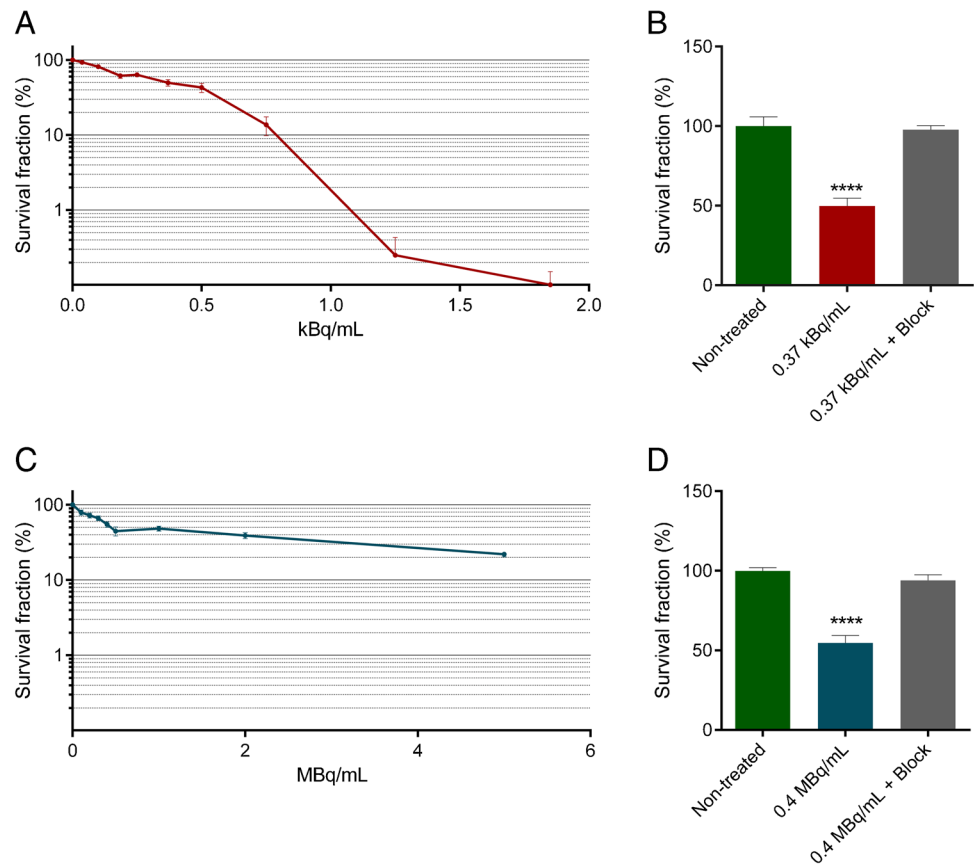 A
Survival fraction (%)
100
10
1
0.0 0.5 1.0 1.5 2.0
kBq/mL
B
Survival fraction (%)
150
100
50
0
****
Non-treated
0.37 kBq/mL
0.37 kBq/mL + Block
C
Survival fraction (%)
100
10
1
0 2 4 6
MBq/mL
D
Survival fraction (%)
150
100
50
0
****
Non-treated
0.4 MBq/mL
0.4 MBq/mL + Block